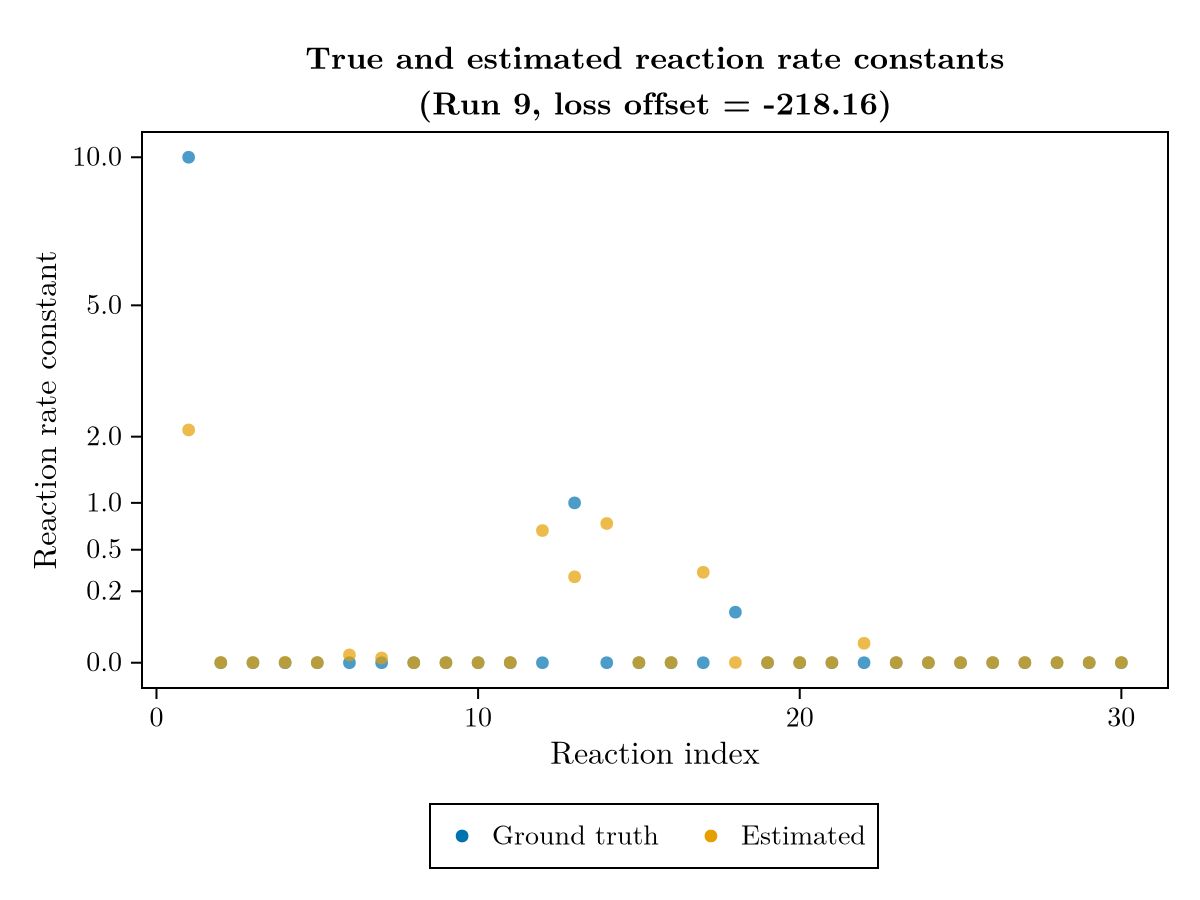 True and estimated reaction rate constants
(Run 9, loss offset = -218.16)
Reaction rate constant
10.0
5.0
2.0
1.0
0.5
0.2
0.0
0 10 20 30
Reaction index
Ground truth Estimated